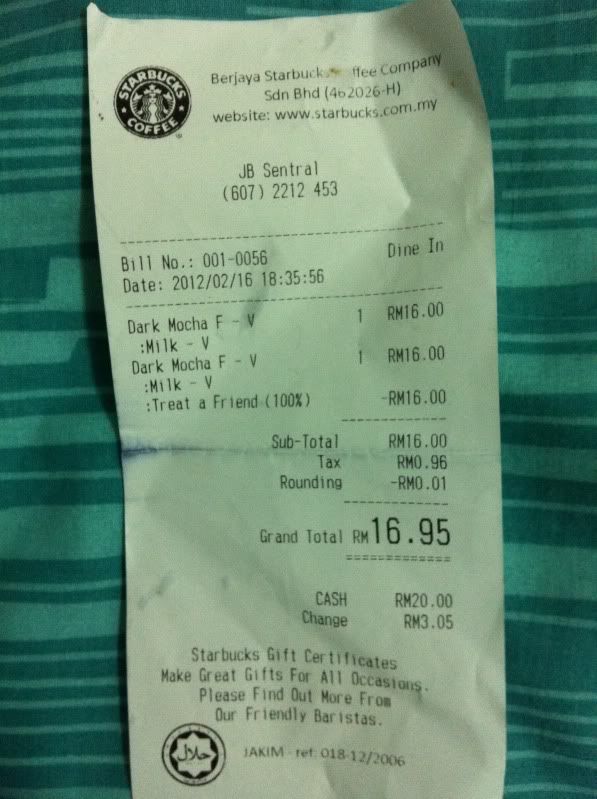 STARBUCKS
COFFEE
Berjaya Starbucks ffee Company
Sdn Bhd (462026-H)
website: www.starbucks.com.my
JB Sentral
(607) 2212 453
Bill No.: 001-0056 Dine In
Date: 2012/02/16 18:35:56
Dark Mocha F - V 1 RM16.00
:Milk - V
Dark Mocha F - V 1 RM16.00
:Milk - V
:Treat a Friend (100%) -RM16.00
Sub-Total RM16.00
Tax RM0.96
Rounding -RM0.01
Grand Total RM16.95
CASH RM20.00
Change RM3.05
Starbucks Gift Certificates
Make Great Gifts For All Occasions.
Please Find Out More From
Our Friendly Baristas.
حلال
JAKIM - ref: 018-12/2006